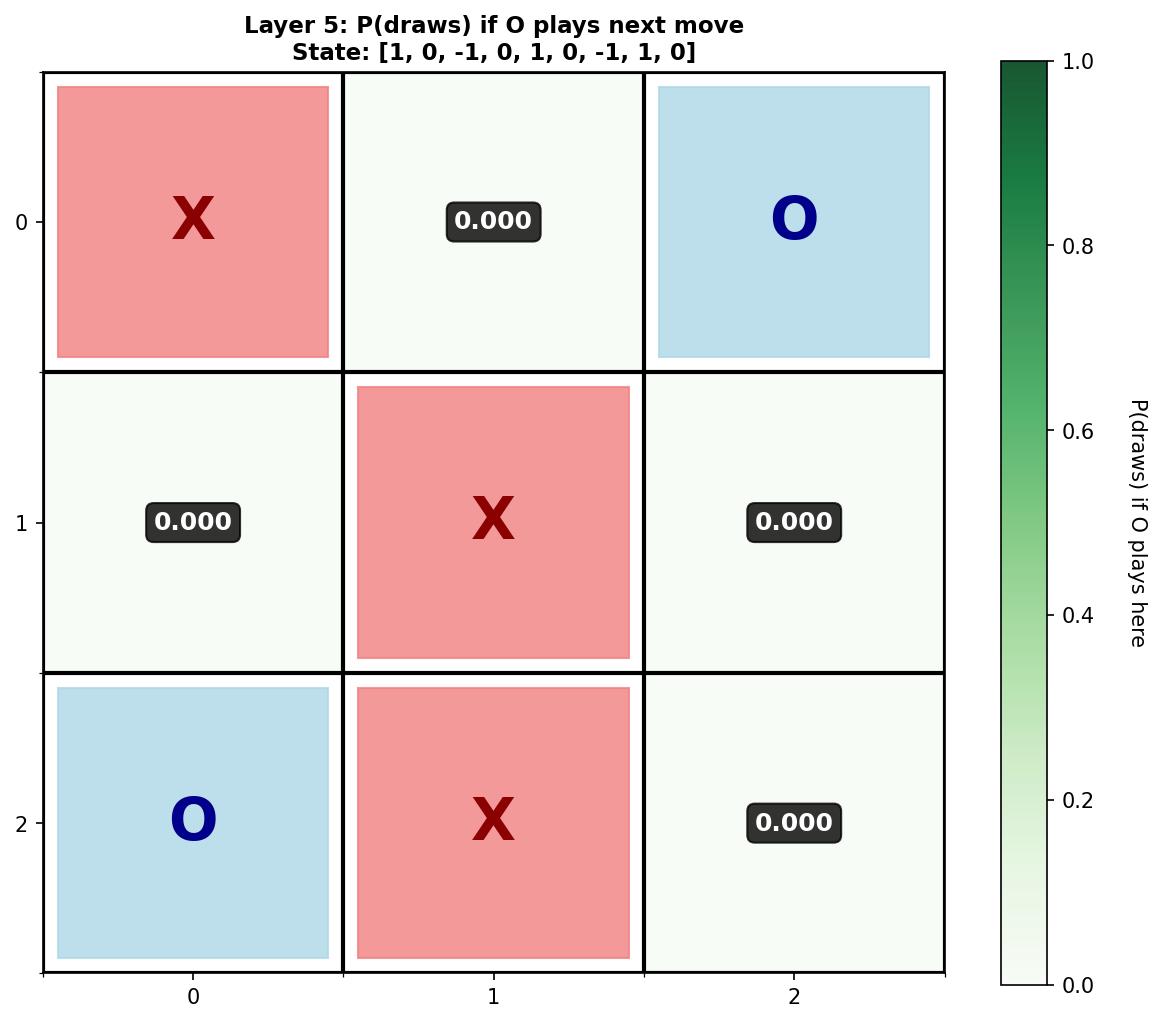 Layer 5: P(draws) if O plays next move
State: [1, 0, -1, 0, 1, 0, -1, 1, 0]
X
0.000
O
0
0.000
X
0.000
1
O
X
0.000
2
0
1
2
1.0
0.8
0.6
0.4
0.2
0.0
P(draws) if O plays here